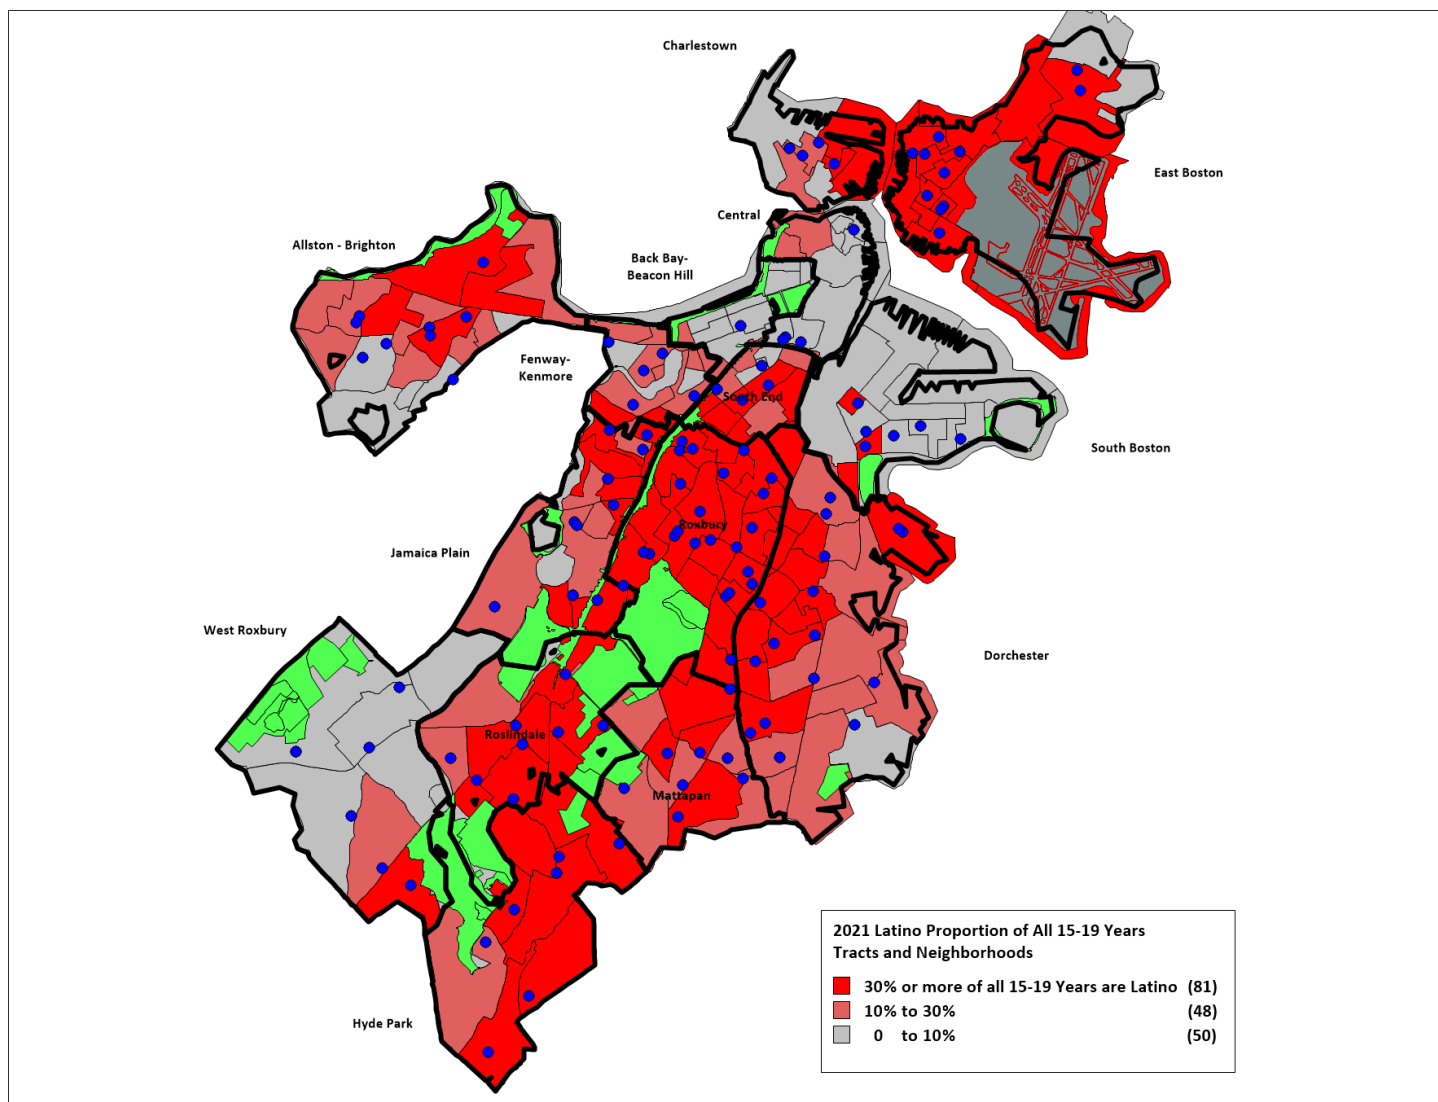 Charlestown
East Boston
Central
Allston - Brighton
Back Bay-
Beacon Hill
Fenway-
Kenmore
South End
South Boston
Roxbury
Jamaica Plain
West Roxbury
Dorchester
Roslindale
Mattapan
Hyde Park
2021 Latino Proportion of All 15-19 Years
Tracts and Neighborhoods
30% or more of all 15-19 Years are Latino (81)
10% to 30% (48)
0 to 10% (50)